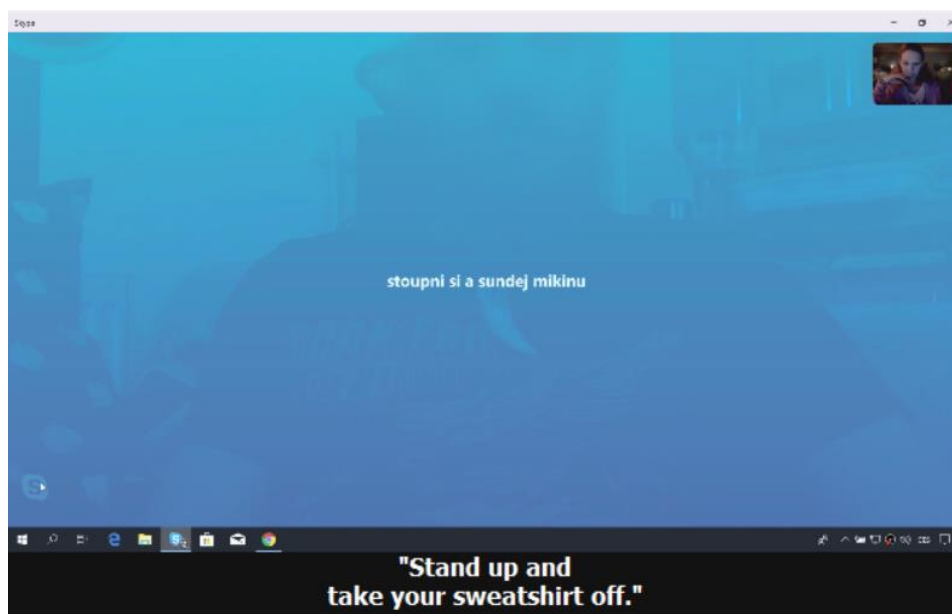 Skype
stoupni si a sundej mikinu
"Stand up and
take your sweatshirt off."